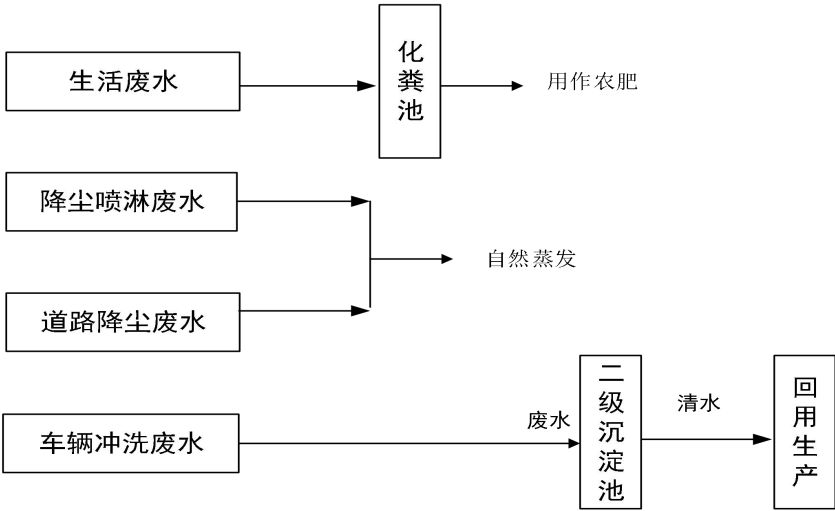 生活废水
化粪池
用作农肥
降尘喷淋废水
自然蒸发
道路降尘废水
车辆冲洗废水
废水
二级沉淀池
清水
回用生产